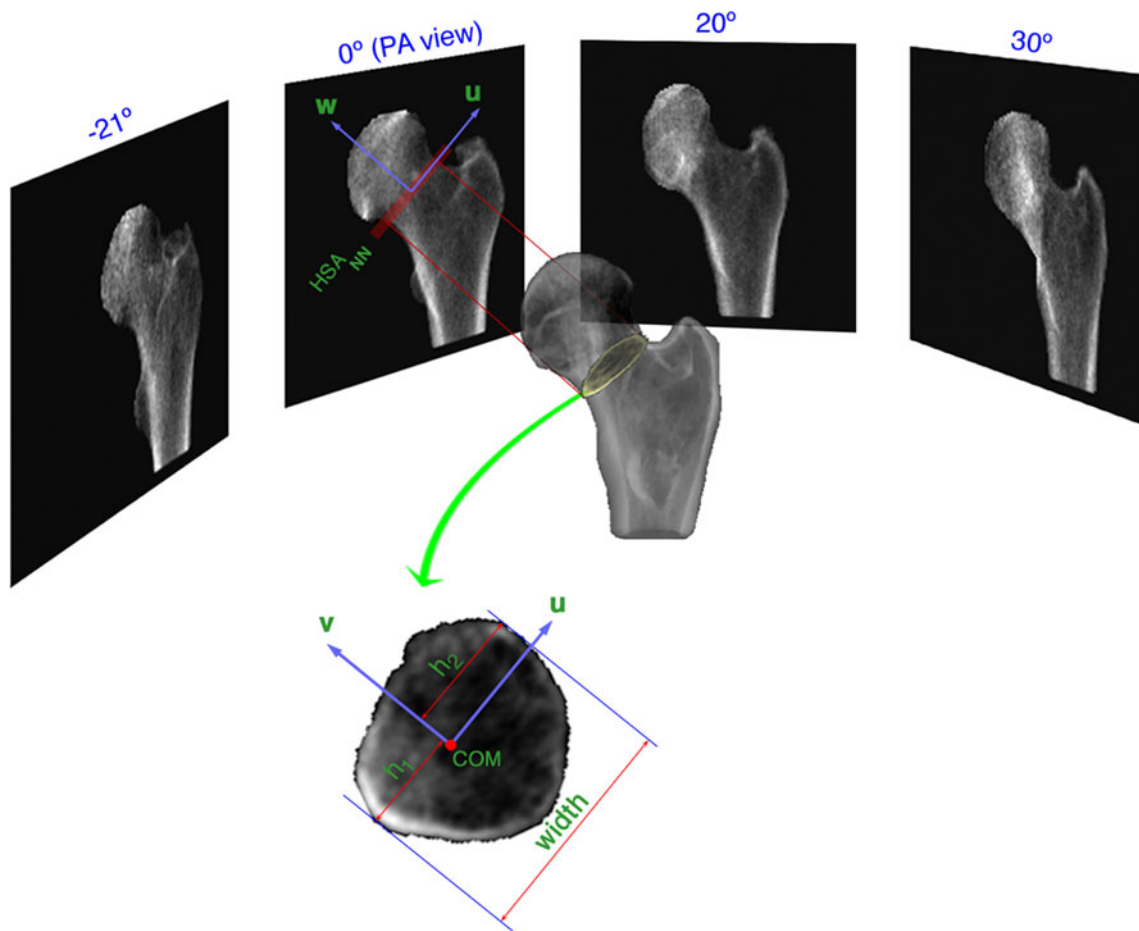 -21º
0º (PA view)
20º
30º
w
u
HSA NN
v
u
h2
h1
COM
width